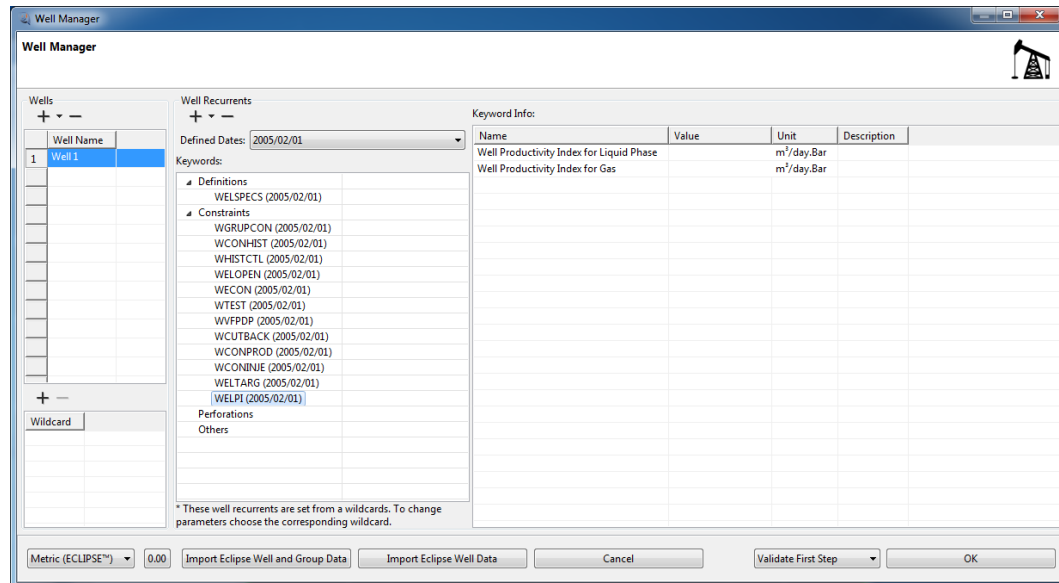 Well Manager
Well Manager
Wells
Well Name
1 Well 1
Wildcard
Well Recurrents
Defined Dates: 2005/02/01
Keywords:
Definitions
WELSPECS (2005/02/01)
Constraints
WGRUPCON (2005/02/01)
WCONHIST (2005/02/01)
WHISTCTL (2005/02/01)
WELOPEN (2005/02/01)
WECON (2005/02/01)
WTEST (2005/02/01)
WVFPDP (2005/02/01)
WCUTBACK (2005/02/01)
WCONPROD (2005/02/01)
WCONINJE (2005/02/01)
WELTARG (2005/02/01)
WELPI (2005/02/01)
Perforations
Others
* These well recurrents are set from a wildcards. To change
parameters choose the corresponding wildcard.
Keyword Info:
Name Value Unit Description
Well Productivity Index for Liquid Phase m³/day.Bar
Well Productivity Index for Gas m³/day.Bar
Metric (ECLIPSE™) 0.00 Import Eclipse Well and Group Data Import Eclipse Well Data Cancel Validate First Step OK